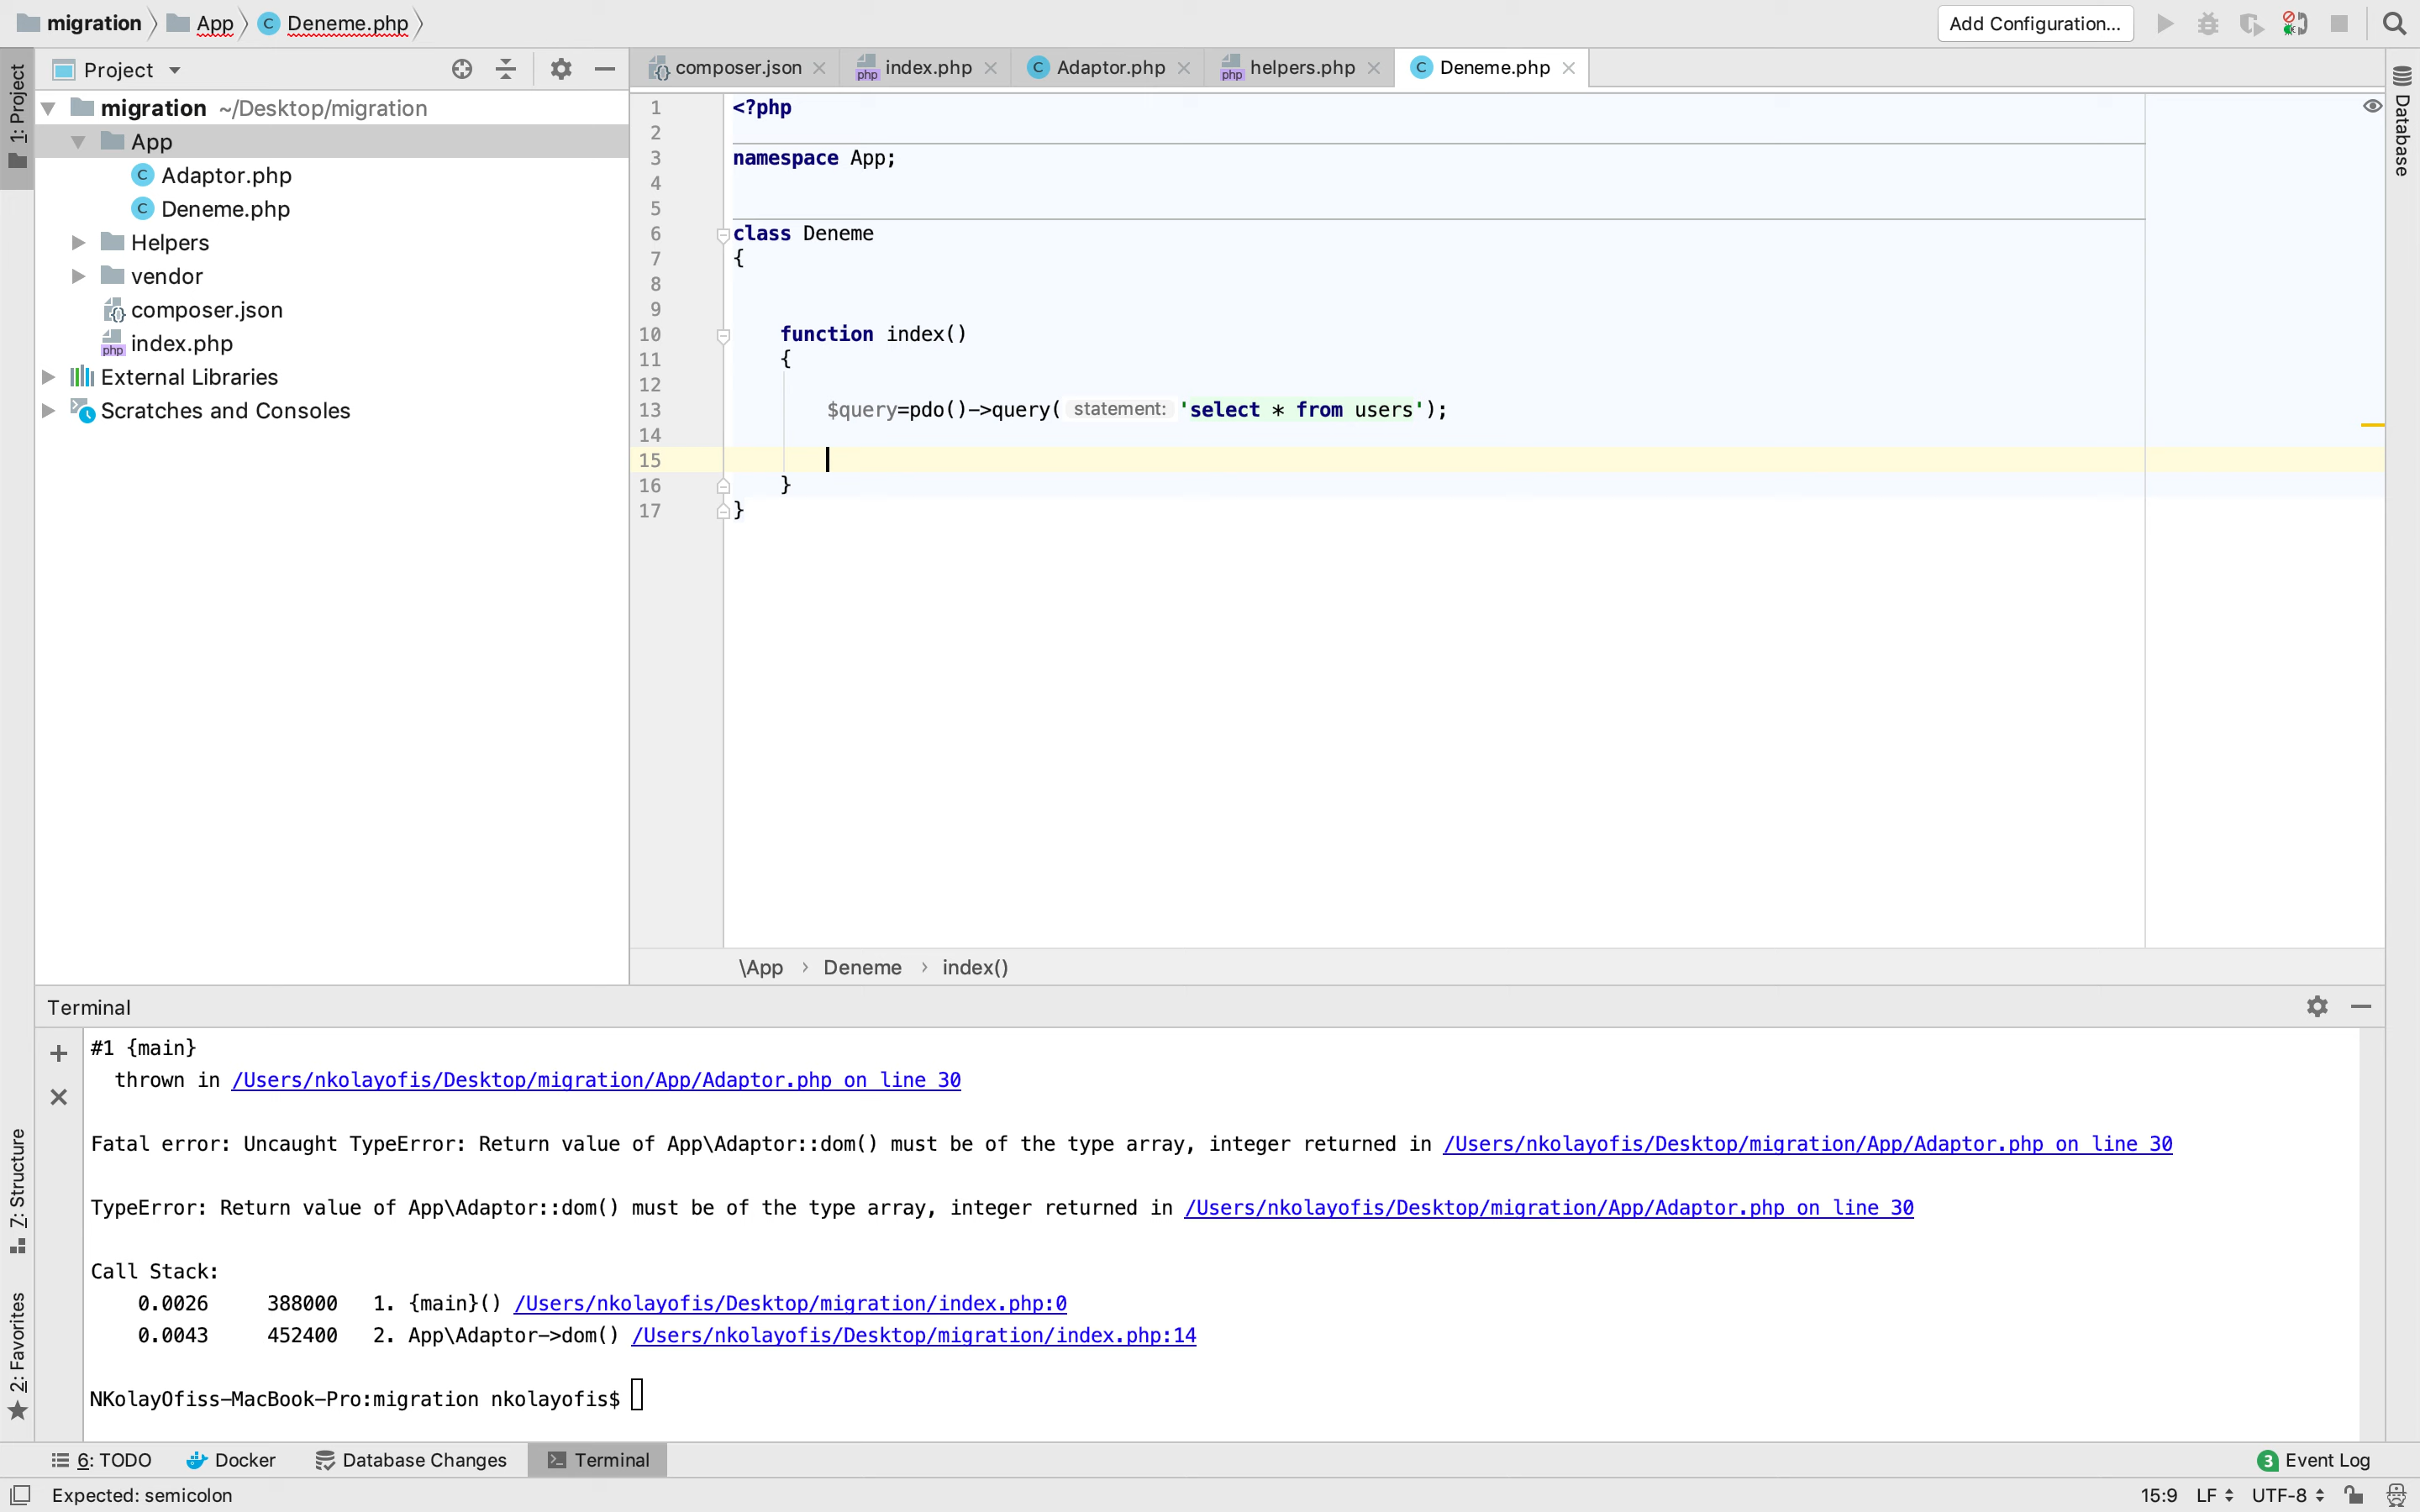 migration App Deneme.php Add Configuration...
1: Project
Project
composer.json index.php Adaptor.php helpers.php Deneme.php
Database
migration ~/Desktop/migration
App
Adaptor.php
Deneme.php
Helpers
vendor
composer.json
php index.php
External Libraries
Scratches and Consoles
1 <?php
2
3 namespace App;
4
5
6 class Deneme
7 {
8
9
10 function index()
11 {
12
13 $query=pdo()->query( statement: 'select * from users');
14
15
16 }
17 }
\App › Deneme › index()
Terminal
#1 {main}
thrown in /Users/nkolayofis/Desktop/migration/App/Adaptor.php on line 30
Fatal error: Uncaught TypeError: Return value of App\Adaptor::dom() must be of the type array, integer returned in /Users/nkolayofis/Desktop/migration/App/Adaptor.php on line 30
TypeError: Return value of App\Adaptor::dom() must be of the type array, integer returned in /Users/nkolayofis/Desktop/migration/App/Adaptor.php on line 30
Call Stack:
0.0026 388000 1. {main}() /Users/nkolayofis/Desktop/migration/index.php:0
0.0043 452400 2. App\Adaptor->dom() /Users/nkolayofis/Desktop/migration/index.php:14
NKolayOfiss-MacBook-Pro:migration nkolayofis$
7: Structure
2: Favorites
6: TODO Docker Database Changes Terminal 3 Event Log
Expected: semicolon 15:9 LF UTF-8